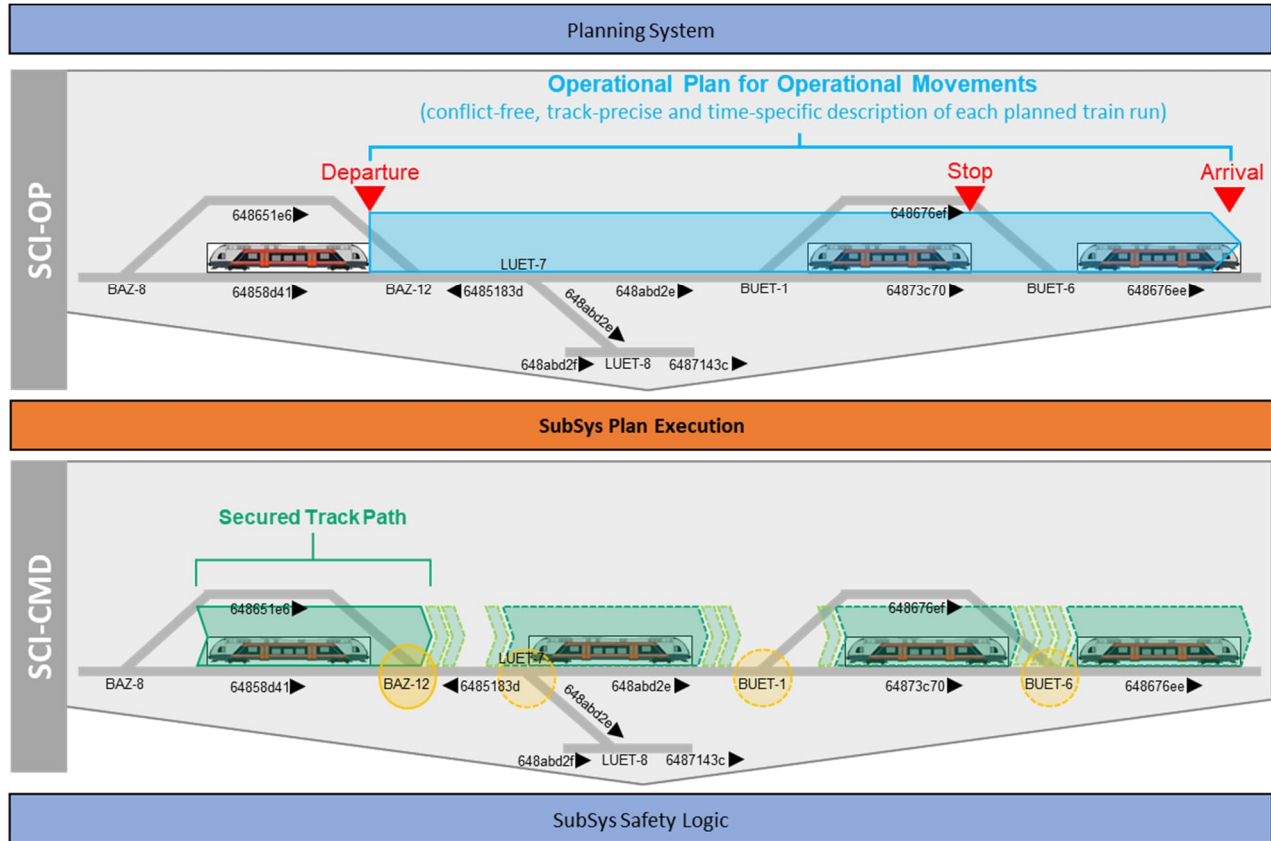 Planning System
SCI-OP
Operational Plan for Operational Movements
(conflict-free, track-precise and time-specific description of each planned train run)
Departure
Stop
Arrival
648651e6
648676ef
LUET-7
BAZ-8
64858d41
BAZ-12
6485183d
648abd2e
648abd2e
BUET-1
64873c70
BUET-6
648676ee
648abd2f
LUET-8
6487143c
SubSys Plan Execution
SCI-CMD
Secured Track Path
648651e6
648676ef
LUET-7
BAZ-8
64858d41
BAZ-12
6485183d
648abd2e
648abd2e
BUET-1
64873c70
BUET-6
648676ee
648abd2f
LUET-8
6487143c
SubSys Safety Logic